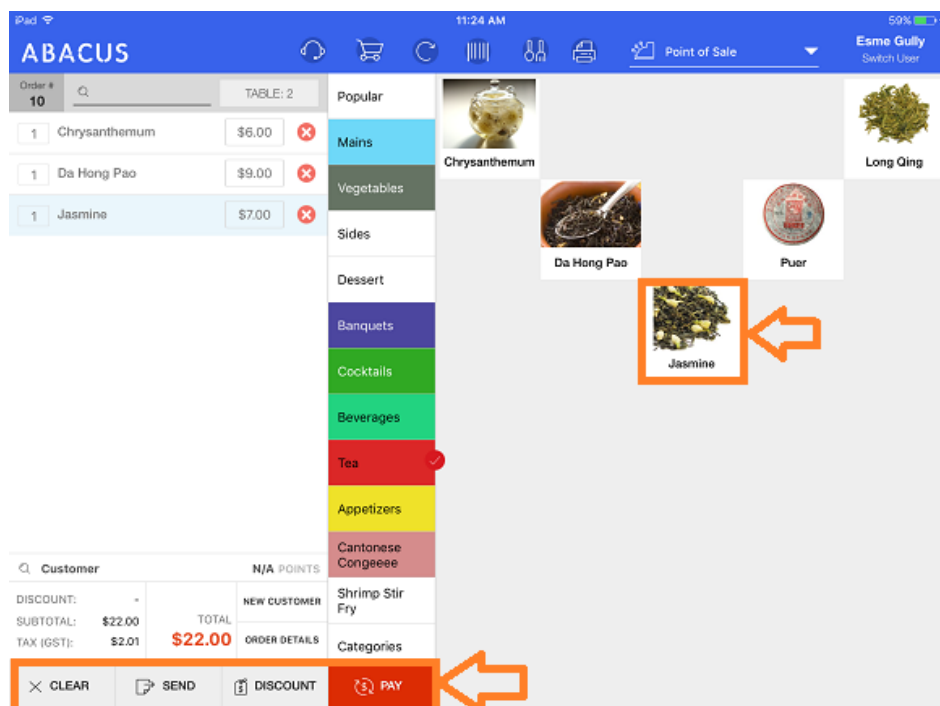 iPad
11:24 AM
59%
ABACUS
Point of Sale
Esme Gully
Switch User
Order #
10
TABLE: 2
1 Chrysanthemum $6.00
1 Da Hong Pao $9.00
1 Jasmine $7.00
Popular
Mains
Vegetables
Sides
Dessert
Banquets
Cocktails
Beverages
Tea
Appetizers
Cantonese
Congeeee
Shrimp Stir
Fry
Categories
Chrysanthemum
Long Qing
Da Hong Pao
Puer
Jasmine
Customer
N/A POINTS
DISCOUNT: -
SUBTOTAL: $22.00
TAX (GST): $2.01
TOTAL
$22.00
NEW CUSTOMER
ORDER DETAILS
CLEAR
SEND
DISCOUNT
PAY